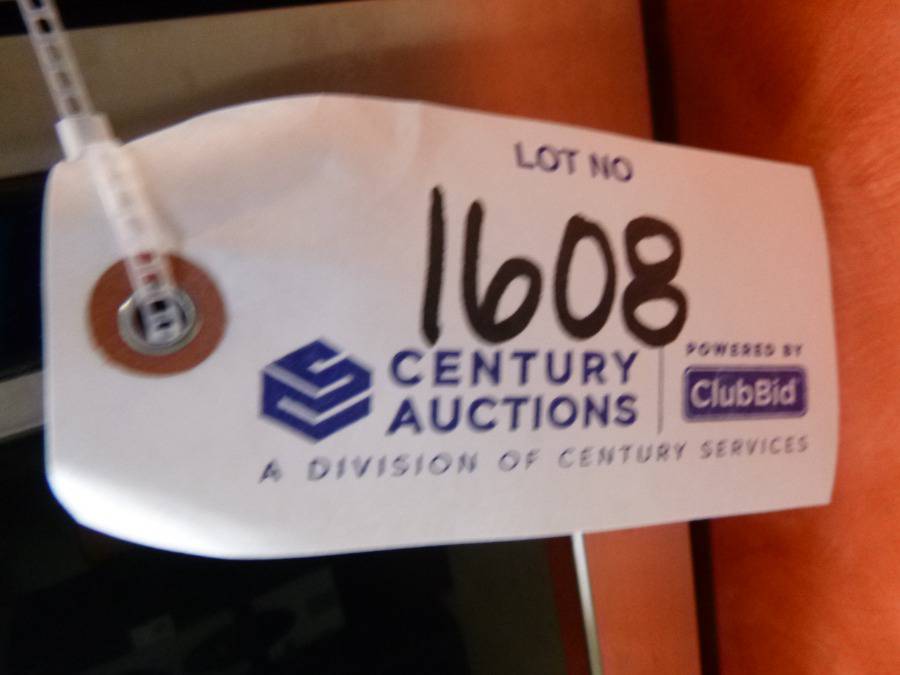 LOT NO
1608
CENTURY
AUCTIONS
POWERED BY
ClubBid
A DIVISION OF CENTURY SERVICES